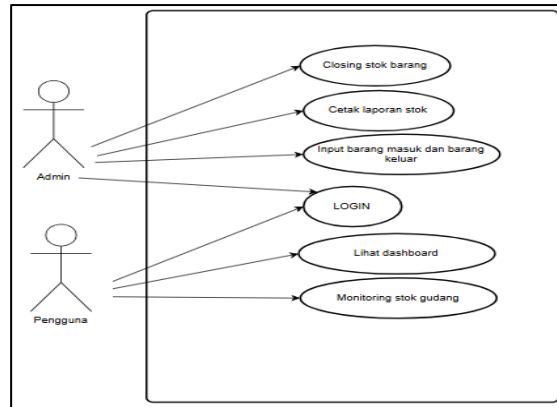 Closing stok barang
Cetak laporan stok
Input barang masuk dan barang
keluar
Admin
LOGIN
Lihat dashboard
Monitoring stok gudang
Pengguna